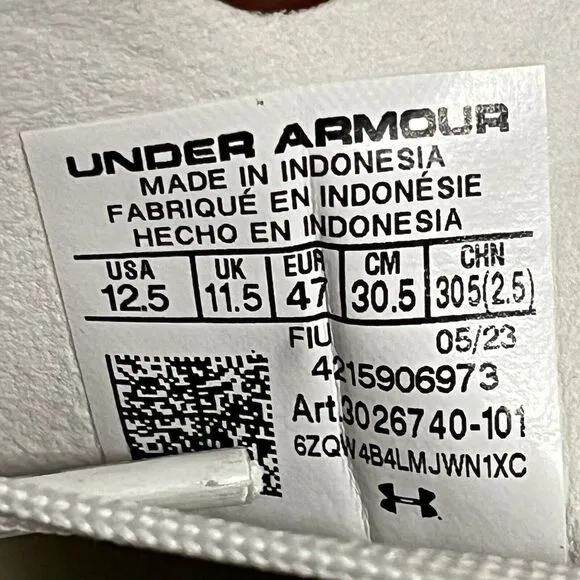 UNDER ARMOUR
MADE IN INDONESIA
FABRIQUÉ EN INDONÉSIE
HECHO EN INDONESIA
USA UK EUR CM CHN
12.5 11.5 47 30.5 305(2.5)
FIU 05/23
4215906973
Art.3026740-101
6ZQW4B4LMJWN1XC